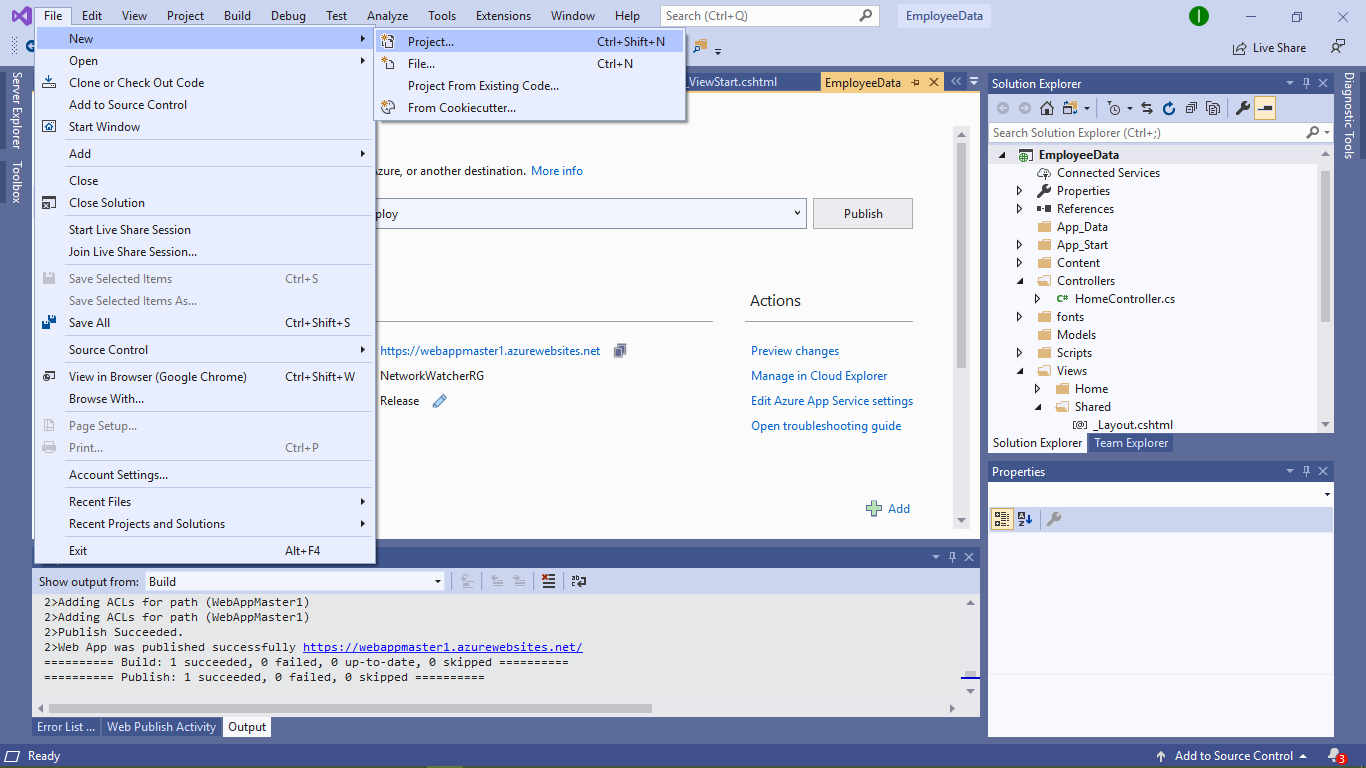 File Edit View Project Build Debug Test Analyze Tools Extensions Window Help Search (Ctrl+Q) EmployeeData
Live Share
New
Open
Clone or Check Out Code
Add to Source Control
Start Window
Add
Close
Close Solution
Start Live Share Session
Join Live Share Session...
Save Selected Items Ctrl+S
Save Selected Items As...
Save All Ctrl+Shift+S
Source Control
View in Browser (Google Chrome) Ctrl+Shift+W
Browse With...
Page Setup...
Print... Ctrl+P
Account Settings...
Recent Files
Recent Projects and Solutions
Exit Alt+F4
Project... Ctrl+Shift+N
File... Ctrl+N
Project From Existing Code...
From Cookiecutter...
Server Explorer
Toolbox
_ViewStart.cshtml EmployeeData
Azure, or another destination. More info
ploy Publish
Actions
https://webappmaster1.azurewebsites.net
NetworkWatcherRG
Release
Preview changes
Manage in Cloud Explorer
Edit Azure App Service settings
Open troubleshooting guide
Add
Show output from: Build
2>Adding ACLs for path (WebAppMaster1)
2>Adding ACLs for path (WebAppMaster1)
2>Publish Succeeded.
2>Web App was published successfully https://webappmaster1.azurewebsites.net/
========== Build: 1 succeeded, 0 failed, 0 up-to-date, 0 skipped ==========
========== Publish: 1 succeeded, 0 failed, 0 skipped ==========
Error List ... Web Publish Activity Output
Solution Explorer
Search Solution Explorer (Ctrl+;)
EmployeeData
Connected Services
Properties
References
App_Data
App_Start
Content
Controllers
C# HomeController.cs
fonts
Models
Scripts
Views
Home
Shared
[@] _Layout.cshtml
Solution Explorer Team Explorer
Properties
Diagnostic Tools
Ready Add to Source Control 3